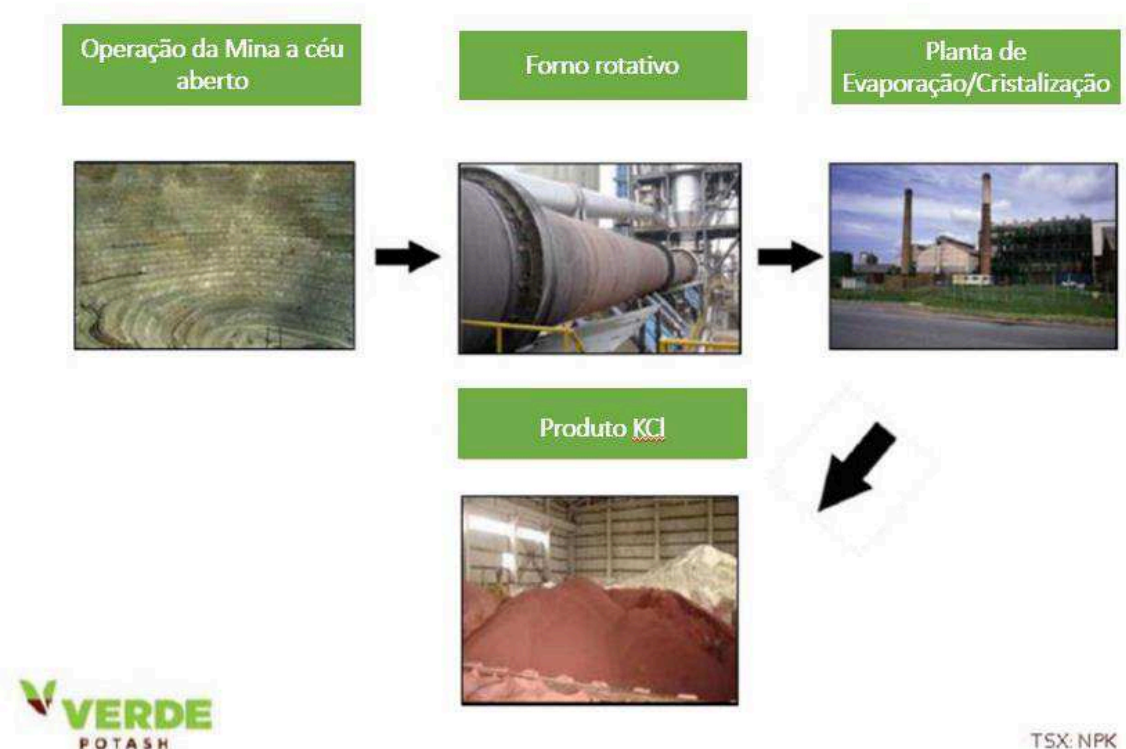 Operação da Mina a céu
aberto
Forno rotativo
Planta de
Evaporação/Cristalização
Produto KCl
VERDE
POTASH
TSX: NPK